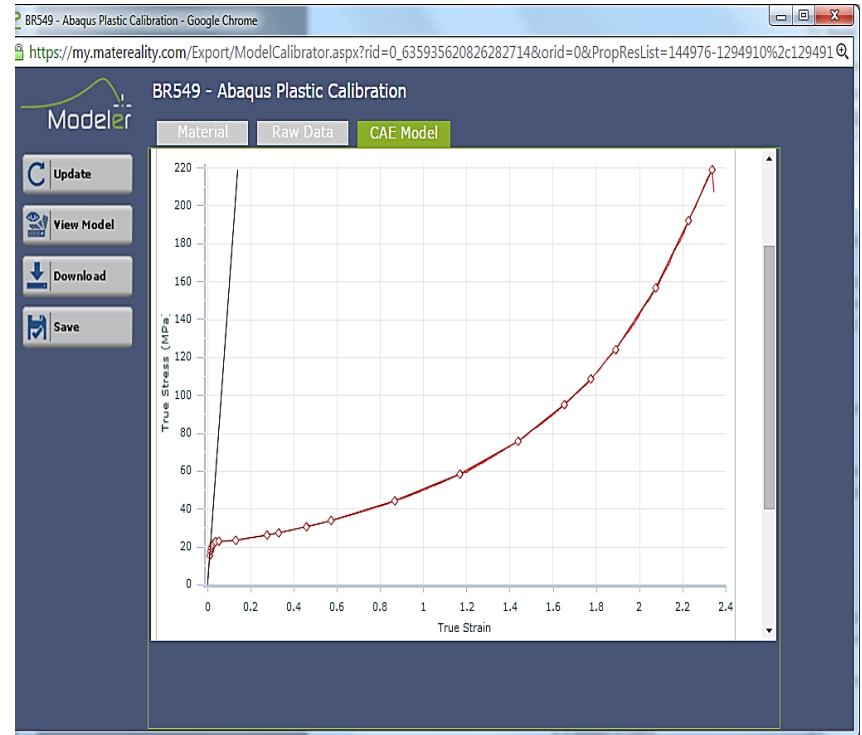 BR549 - Abaqus Plastic Calibration - Google Chrome
https://my.matereality.com/Export/ModelCalibrator.aspx?rid=0_635935620826282714&orid=0&PropResList=144976-1294910%2c129491
Modeler
BR549 - Abaqus Plastic Calibration
Material Raw Data CAE Model
Update
View Model
Download
Save
True Stress (MPa)
220
200
180
160
140
120
100
80
60
40
20
0
0 0.2 0.4 0.6 0.8 1 1.2 1.4 1.6 1.8 2 2.2 2.4
True Strain